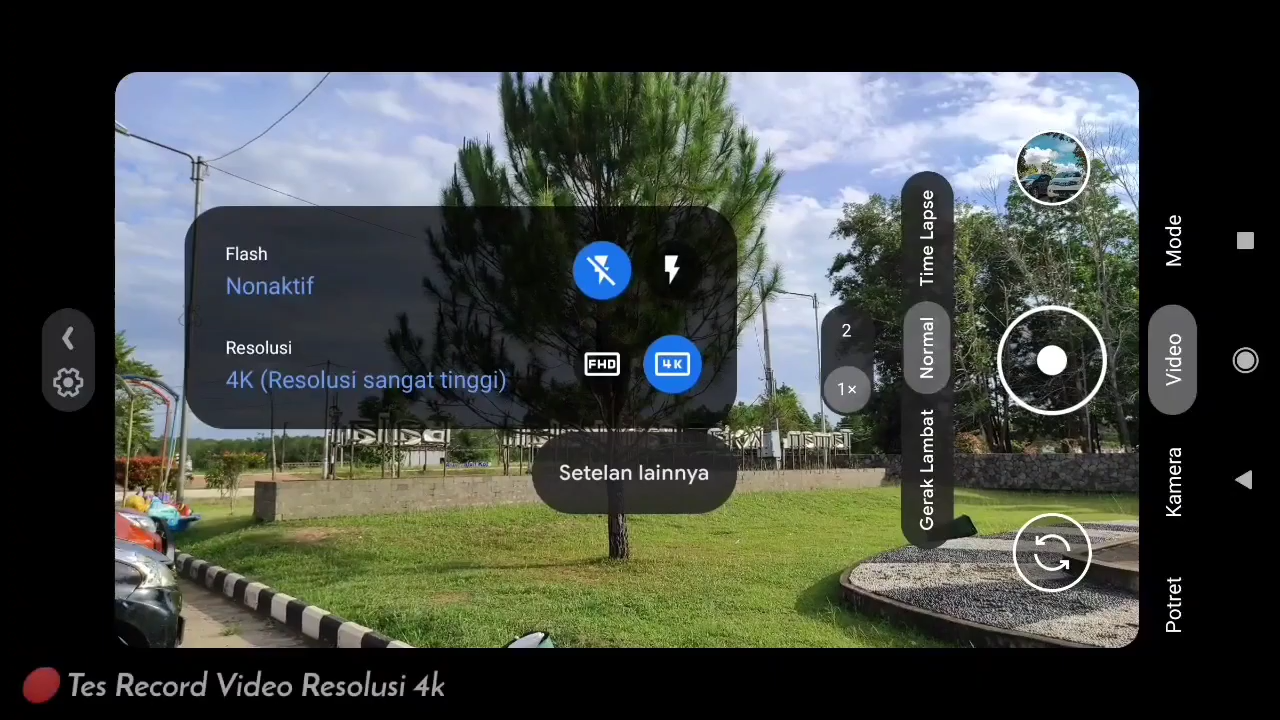 Flash
Nonaktif
Resolusi
4K (Resolusi sangat tinggi)
FHD
4K
Setelan lainnya
2
1×
Time Lapse
Normal
Gerak Lambat
Mode
Video
Kamera
Potret
Tes Record Video Resolusi 4k